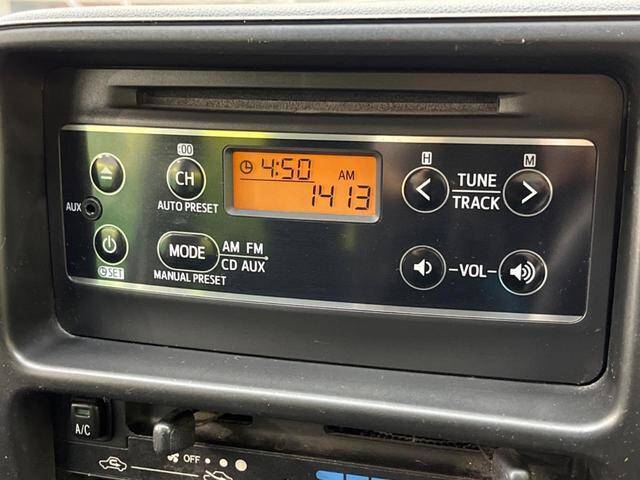 :00
H
M
4:50
AM
1413
CH
AUTO PRESET
TUNE
TRACK
AUX
MODE
AM FM
CD AUX
MANUAL PRESET
SET
-VOL-
A/C
OFF